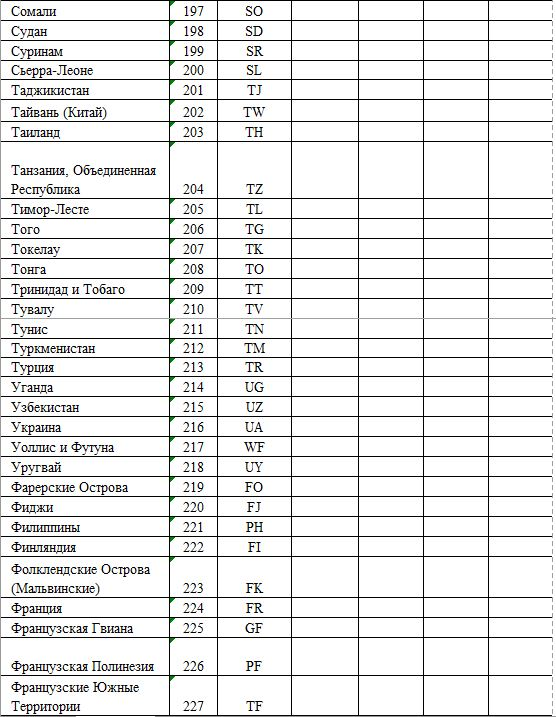 Сомали 197 SO
Судан 198 SD
Суринам 199 SR
Сьерра-Леоне 200 SL
Таджикистан 201 TJ
Тайвань (Китай) 202 TW
Таиланд 203 TH
Танзания, Объединенная
Республика 204 TZ
Тимор-Лесте 205 TL
Того 206 TG
Токелау 207 TK
Тонга 208 TO
Тринидад и Тобаго 209 TT
Тувалу 210 TV
Тунис 211 TN
Туркменистан 212 TM
Турция 213 TR
Уганда 214 UG
Узбекистан 215 UZ
Украина 216 UA
Уоллис и Футуна 217 WF
Уругвай 218 UY
Фарерские Острова 219 FO
Фиджи 220 FJ
Филиппины 221 PH
Финляндия 222 FI
Фолклендские Острова
(Мальвинские) 223 FK
Франция 224 FR
Французская Гвиана 225 GF
Французская Полинезия 226 PF
Французские Южные
Территории 227 TF